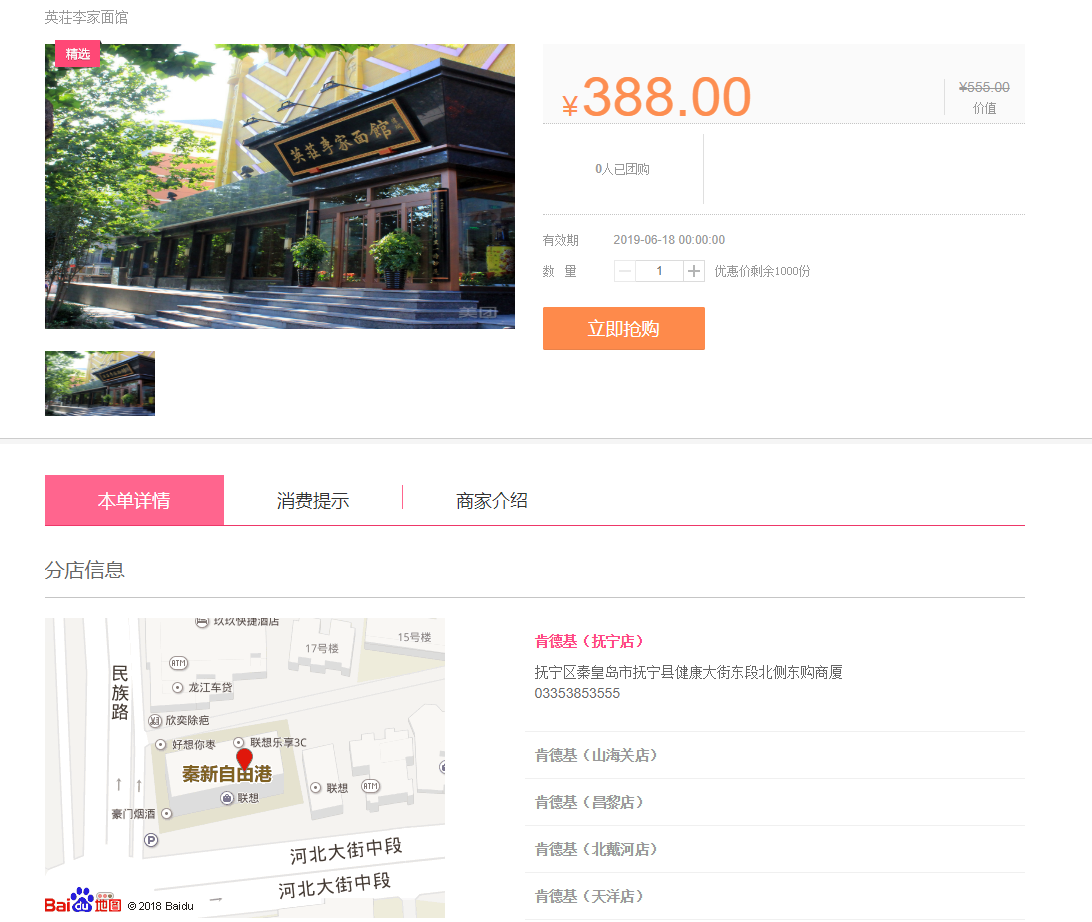 英荘李家面馆
精选
英荘李家面馆
美团
¥388.00
¥555.00
价值
0人已团购
有效期 2019-06-18 00:00:00
数 量 1 优惠价剩余1000份
立即抢购
本单详情 消费提示 商家介绍
分店信息
玖玖快捷酒店
15号楼
17号楼
ATM
民族路
龙江车贷
欣奕除疤
好想你枣
联想乐享3C
秦新自由港
联想
ATM
联想
豪门烟酒
P
河北大街中段
河北大街中段
Bai du 地图 © 2018 Baidu
肯德基（抚宁店）
抚宁区秦皇岛市抚宁县健康大街东段北侧东购商厦
03353853555
肯德基（山海关店）
肯德基（昌黎店）
肯德基（北戴河店）
肯德基（天洋店）